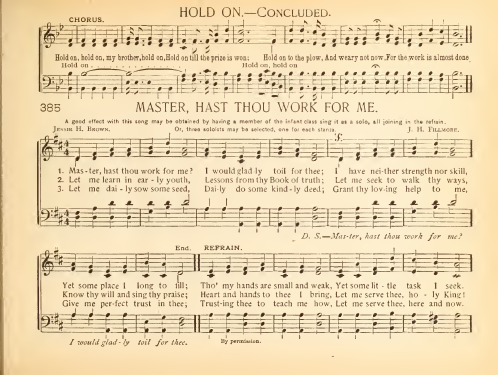 HOLD ON.—CONCLUDED.
CHORUS.
Hold on, hold on, my brother, hold on, Hold on till the prize is won; Hold on to the plow, And weary not now, For the work is almost done.
Hold on Hold on, hold on
385 MASTER, HAST THOU WORK FOR ME.
A good effect with this song may be obtained by having a member of the infant class sing it as a solo, all joining in the refrain.
JESSIE H. BROWN. Or, three soloists may be selected, one for each stanza. J. H. FILLMORE.
1. Mas-ter, hast thou work for me? I would glad-ly toil for thee; I have nei-ther strength nor skill,
2. Let me learn in ear-ly youth, Lessons from thy Book of truth; Let me seek to walk thy ways,
3. Let me dai-ly sow some seed, Dai-ly do some kind-ly deed; Grant thy lov-ing help to me,
D. S.—Mas-ter, hast thou work for me?
End. REFRAIN.
Yet some place I long to fill; Tho' my hands are small and weak, Yet some lit-tle task I seek.
Know thy will and sing thy praise; Heart and hands to thee I bring, Let me serve thee, ho-ly King!
Give me per-fect trust in thee; Trust-ing thee to teach me how, Let me serve thee, here and now.
I would glad-ly toil for thee. By permission.